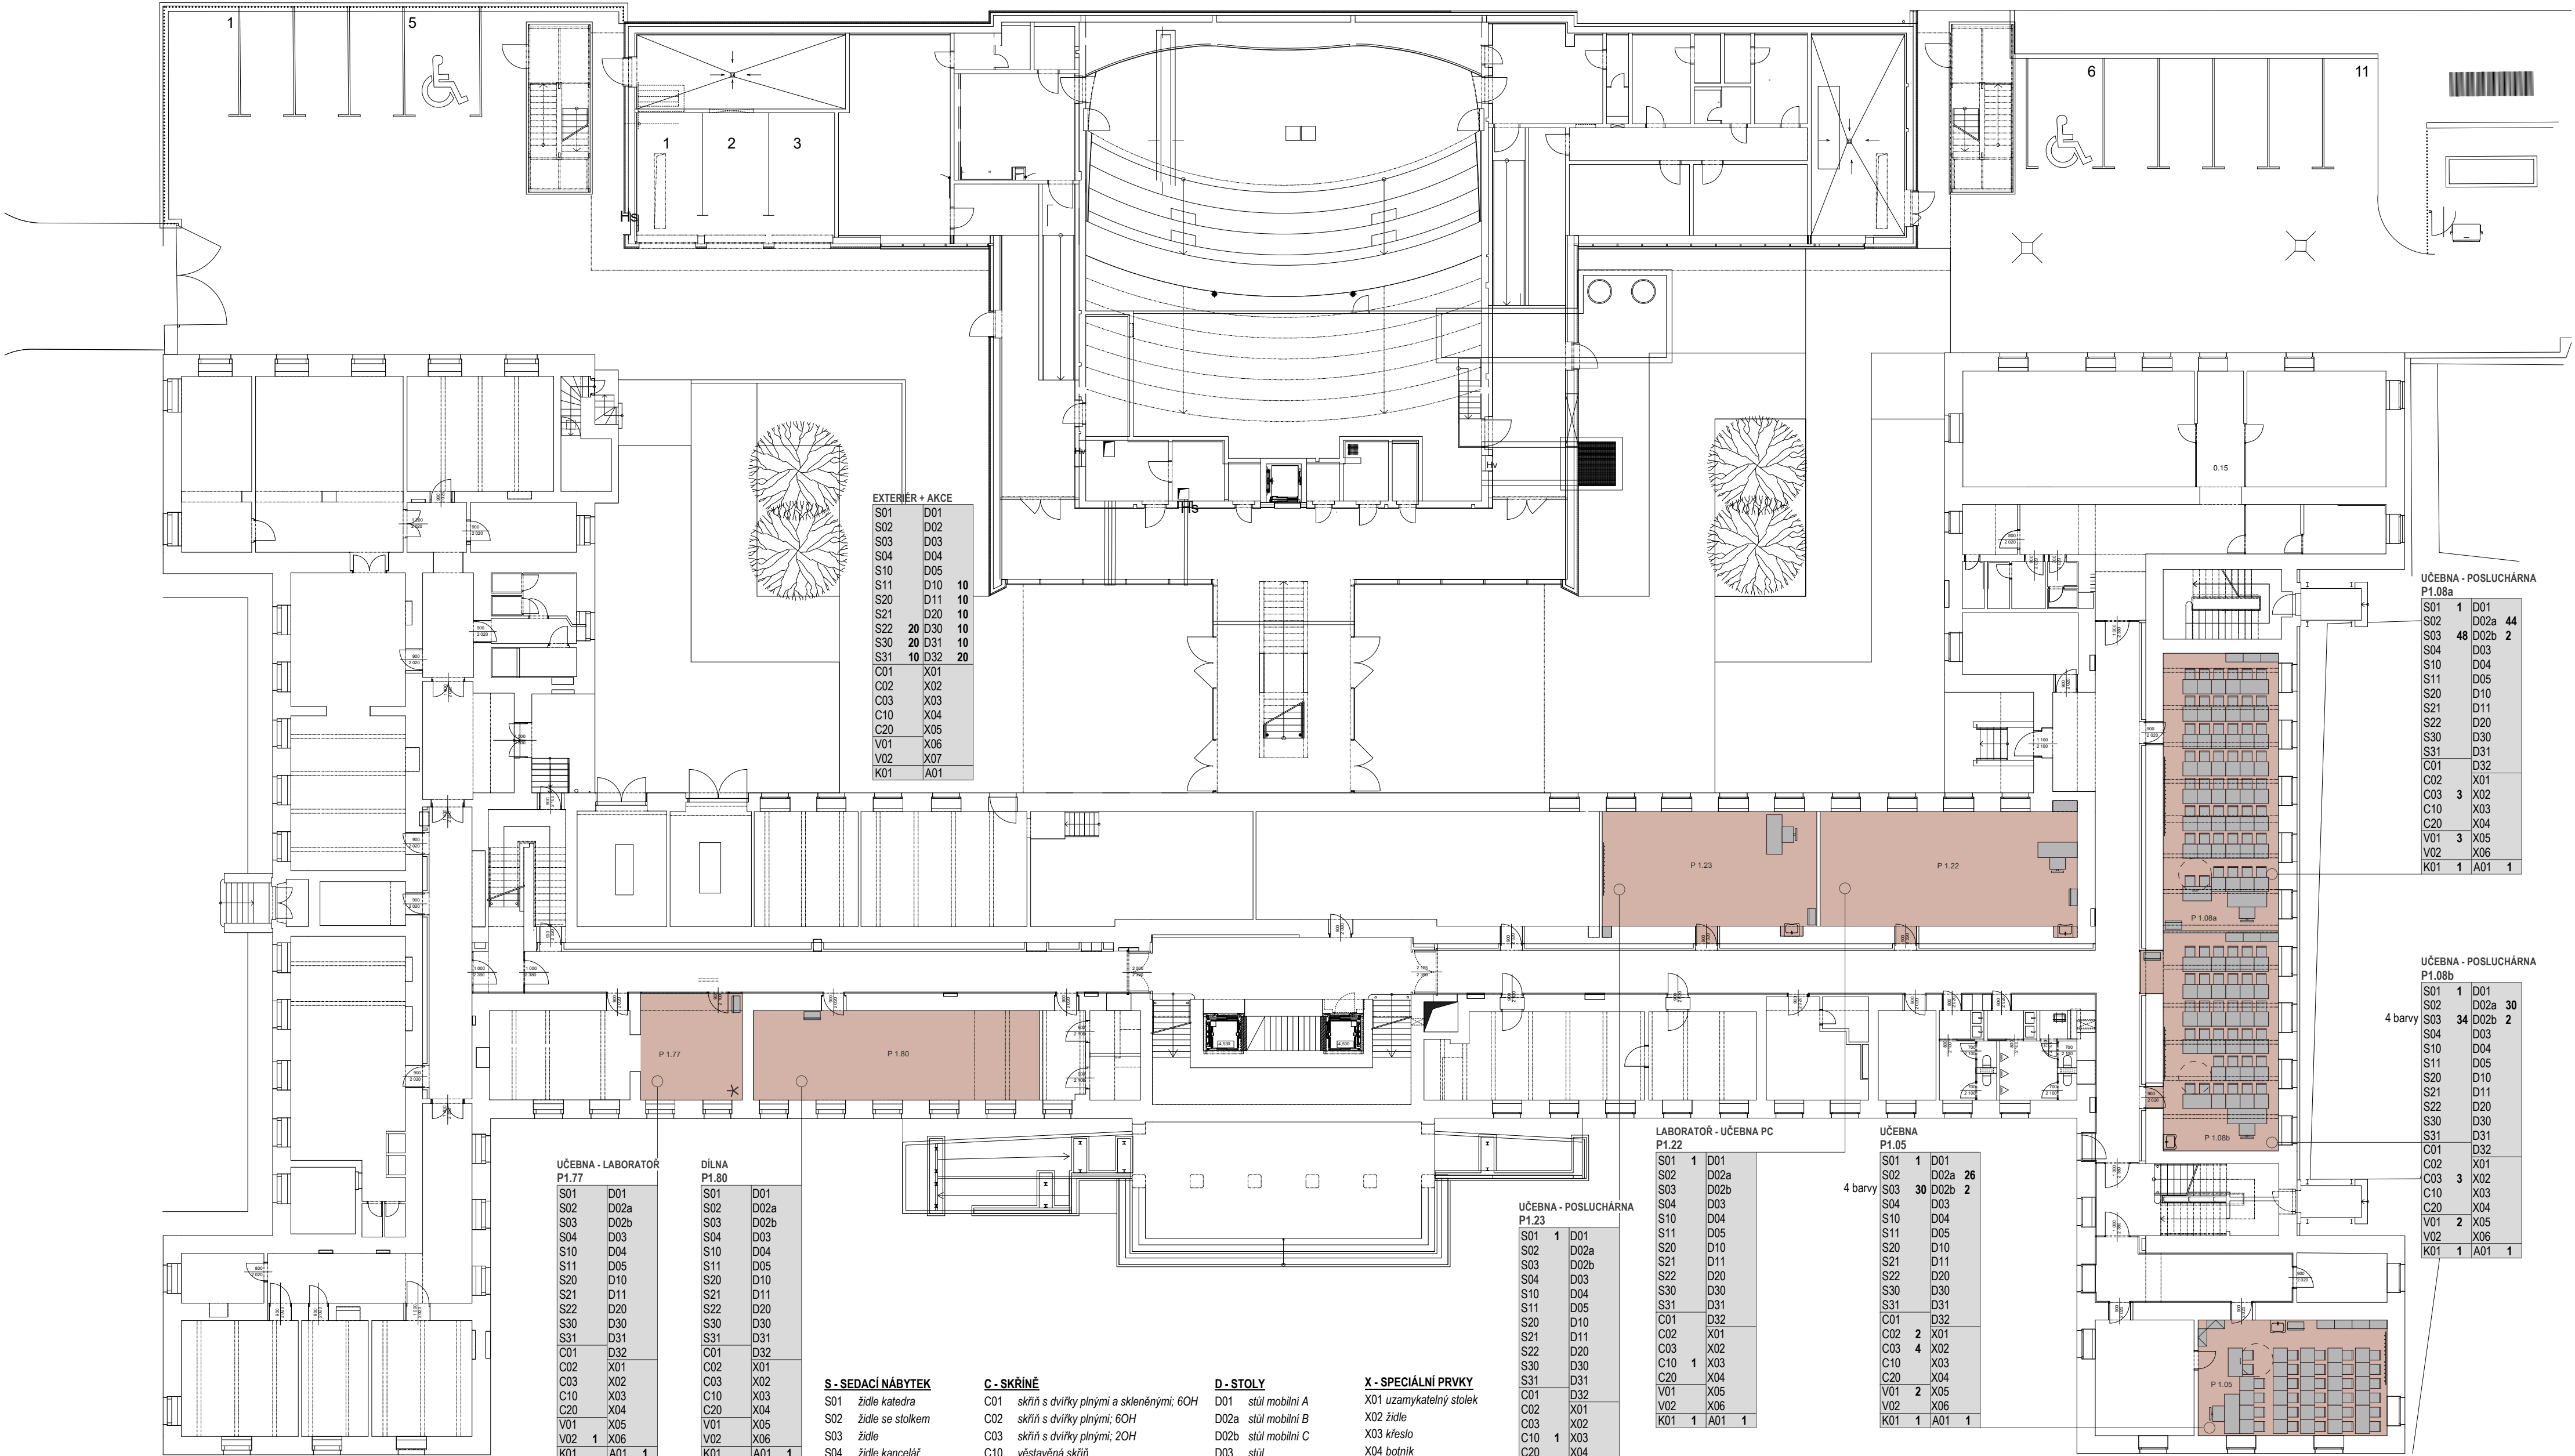 1
5
6
11
1
2
3
Hs
Hv
Hv
Hs
0.15
EXTERIÉR + AKCE
S01 D01
S02 D02
S03 D03
S04 D04
S10 D05
S11 D10 10
S20 D11 10
S21 D20 10
S22 20 D30 10
S30 20 D31 10
S31 10 D32 20
C01 X01
C02 X02
C03 X03
C10 X04
C20 X05
V01 X06
V02 X07
K01 A01
UČEBNA - POSLUCHÁRNA
P1.08a
S01 1 D01
S02 D02a 44
S03 48 D02b 2
S04 D03
S10 D04
S11 D05
S20 D10
S21 D11
S22 D20
S30 D30
S31 D31
C01 D32
C02 X01
C03 3 X02
C10 X03
C20 X04
V01 3 X05
V02 X06
K01 1 A01 1
P 1.23
P 1.22
P 1.08a
UČEBNA - POSLUCHÁRNA
P1.08b
S01 1 D01
S02 D02a 30
4 barvy S03 34 D02b 2
S04 D03
S10 D04
S11 D05
S20 D10
S21 D11
S22 D20
S30 D30
S31 D31
C01 D32
C02 X01
C03 3 X02
C10 X03
C20 X04
V01 2 X05
V02 X06
K01 1 A01 1
P 1.77
P 1.80
P 1.08b
UČEBNA - LABORATOŘ
P1.77
S01 D01
S02 D02a
S03 D02b
S04 D03
S10 D04
S11 D05
S20 D10
S21 D11
S22 D20
S30 D30
S31 D31
C01 D32
C02 X01
C03 X02
C10 X03
C20 X04
V01 X05
V02 1 X06
K01 A01 1
DÍLNA
P1.80
S01 D01
S02 D02a
S03 D02b
S04 D03
S10 D04
S11 D05
S20 D10
S21 D11
S22 D20
S30 D30
S31 D31
C01 D32
C02 X01
C03 X02
C10 X03
C20 X04
V01 X05
V02 X06
K01 A01 1
S - SEDACÍ NÁBYTEK
S01 židle katedra
S02 židle se stolkem
S03 židle
S04 židle kancelář
C - SKŘÍNĚ
C01 skříň s dvířky plnými a skleněnými; 6OH
C02 skříň s dvířky plnými; 6OH
C03 skříň s dvířky plnými; 2OH
C10 věstavěná skříň
D - STOLY
D01 stůl mobilní A
D02a stůl mobilní B
D02b stůl mobilní C
D03 stůl
X - SPECIÁLNÍ PRVKY
X01 uzamykatelný stolek
X02 židle
X03 křeslo
X04 botník
UČEBNA - POSLUCHÁRNA
P1.23
S01 1 D01
S02 D02a
S03 D02b
S04 D03
S10 D04
S11 D05
S20 D10
S21 D11
S22 D20
S30 D30
S31 D31
C01 D32
C02 X01
C03 X02
C10 1 X03
C20 X04
LABORATOŘ - UČEBNA PC
P1.22
S01 1 D01
S02 D02a
S03 D02b
S04 D03
S10 D04
S11 D05
S20 D10
S21 D11
S22 D20
S30 D30
S31 D31
C01 D32
C02 X01
C03 X02
C10 1 X03
C20 X04
V01 X05
V02 X06
K01 1 A01 1
UČEBNA
P1.05
S01 1 D01
S02 D02a 26
4 barvy S03 30 D02b 2
S04 D03
S10 D04
S11 D05
S20 D10
S21 D11
S22 D20
S30 D30
S31 D31
C01 D32
C02 2 X01
C03 4 X02
C10 X03
C20 X04
V01 2 X05
V02 X06
K01 1 A01 1
P 1.05